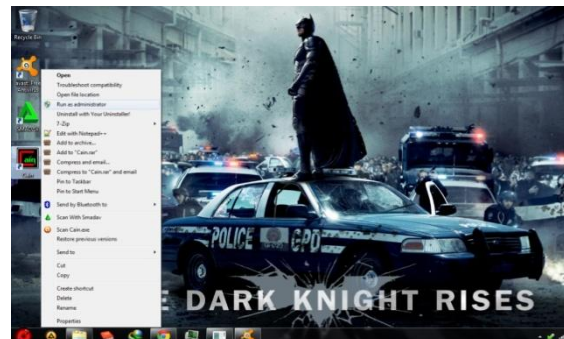 Recycle Bin
Open
Troubleshoot compatibility
Open file location
Run as administrator
Uninstall with Your Uninstaller!
7-Zip
Edit with Notepad++
Add to archive...
Add to "Cain.rar"
Compress and email...
Compress to "Cain.rar" and email
Pin to Taskbar
Pin to Start Menu
Send by Bluetooth to
Scan With Smadav
Scan Cain.exe
Restore previous versions
Send to
Cut
Copy
Create shortcut
Delete
Rename
Properties
Cain
POLICE GPD
DARK KNIGHT RISES